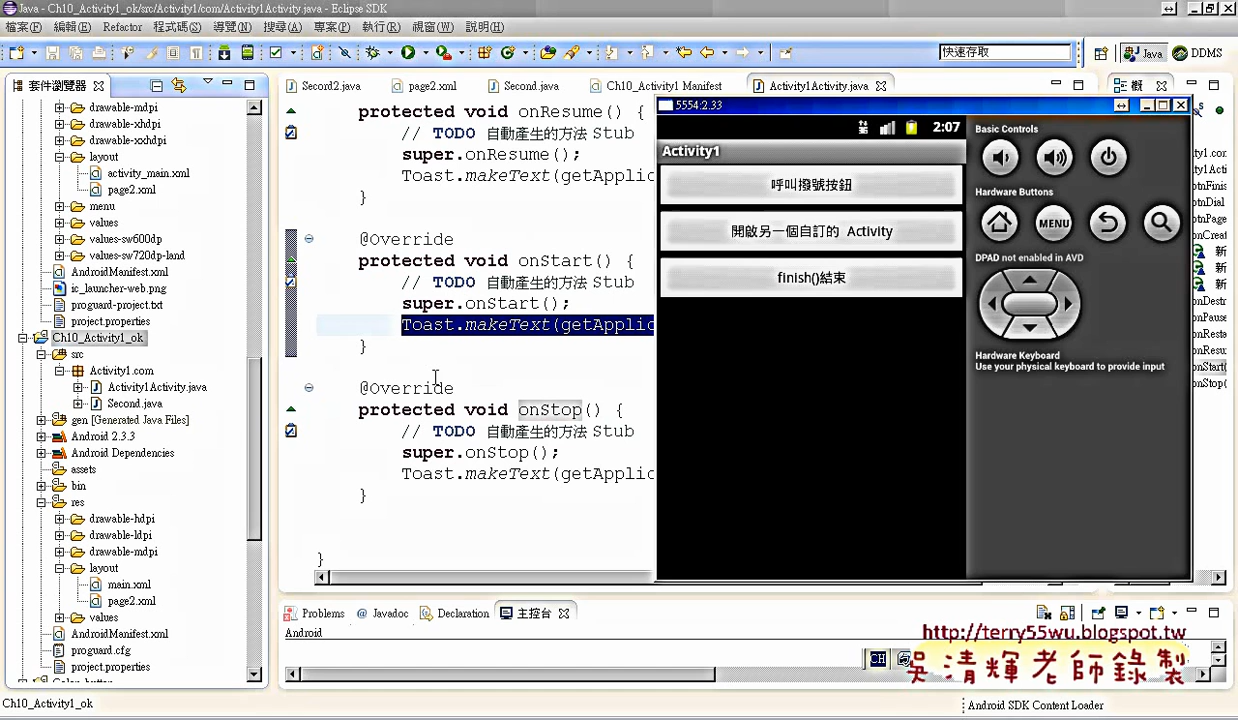 Java - Ch10_Activity1_ok/src/Activity1/com/Activity1Activity.java - Eclipse SDK
檔案(F) 編輯(E) Refactor 程式碼(S) 導覽(N) 搜尋(A) 專案(P) 執行(R) 視窗(W) 說明(H)
快速存取 Java DDMS
套件瀏覽器
drawable-mdpi
drawable-xhdpi
drawable-xxhdpi
layout
activity_main.xml
page2.xml
menu
values
values-sw600dp
values-sw720dp-land
AndroidManifest.xml
ic_launcher-web.png
proguard-project.txt
project.properties
Ch10_Activity1_ok
src
Activity1.com
Activity1Activity.java
Second.java
gen [Generated Java Files]
Android 2.3.3
Android Dependencies
assets
bin
res
drawable-hdpi
drawable-ldpi
drawable-mdpi
layout
main.xml
page2.xml
values
AndroidManifest.xml
proguard.cfg
project.properties
Secord2.java page2.xml Second.java Ch10_Activity1 Manifest Activity1Activity.java
protected void onResume() {
// TODO 自動產生的方法 Stub
super.onResume();
Toast.makeText(getApplic
}
@Override
protected void onStart() {
// TODO 自動產生的方法 Stub
super.onStart();
Toast.makeText(getApplic
}
@Override
protected void onStop() {
// TODO 自動產生的方法 Stub
super.onStop();
Toast.makeText(getApplic
}
}
5554:2.33
2:07
Activity1
呼叫撥號按鈕
開啟另一個自訂的 Activity
finish()結束
Basic Controls
Hardware Buttons
MENU
DPAD not enabled in AVD
Hardware Keyboard
Use your physical keyboard to provide input
概
Problems Javadoc Declaration 主控台
Android
CH
http://terry55wu.blogspot.tw
吳清輝老師錄製
Ch10_Activity1_ok
Android SDK Content Loader